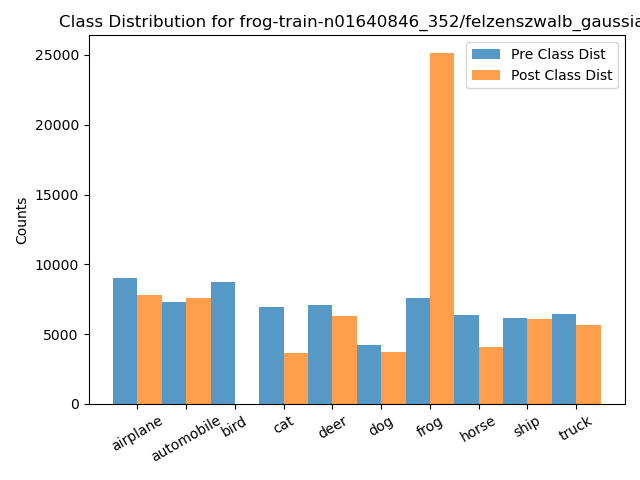 Class Distribution for frog-train-n01640846_352/felzenszwalb_gaussia
Pre Class Dist
Post Class Dist
Counts
25000
20000
15000
10000
5000
0
airplane
automobile
bird
cat
deer
dog
frog
horse
ship
truck